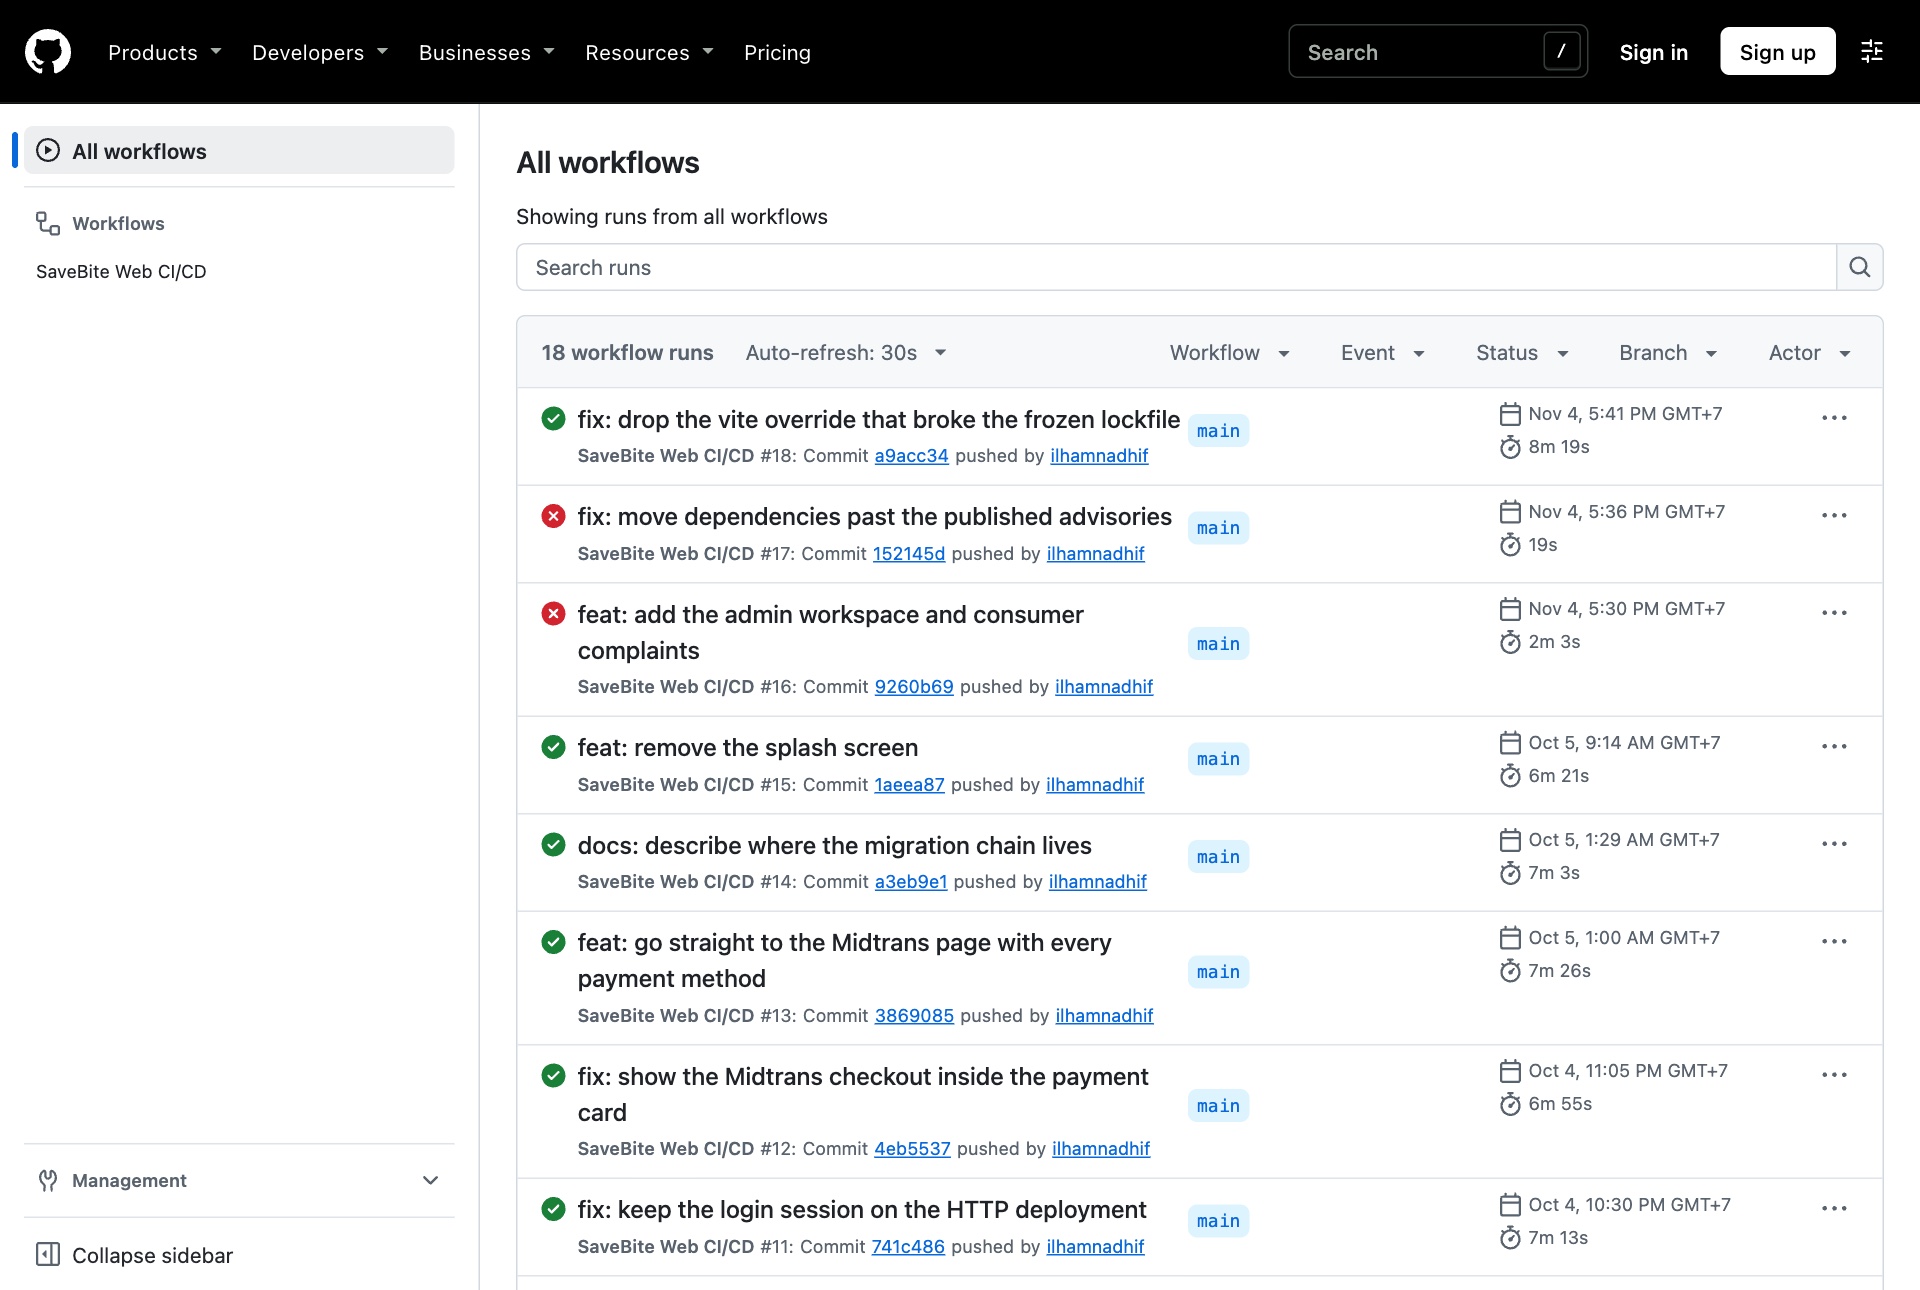 Products Developers Businesses Resources Pricing Search / Sign in Sign up
All workflows
Workflows
SaveBite Web CI/CD
Management
Collapse sidebar
All workflows
Showing runs from all workflows
Search runs
18 workflow runs Auto-refresh: 30s Workflow Event Status Branch Actor
fix: drop the vite override that broke the frozen lockfile main Nov 4, 5:41 PM GMT+7
SaveBite Web CI/CD #18: Commit a9acc34 pushed by ilhamnadhif 8m 19s
fix: move dependencies past the published advisories main Nov 4, 5:36 PM GMT+7
SaveBite Web CI/CD #17: Commit 152145d pushed by ilhamnadhif 19s
feat: add the admin workspace and consumer Nov 4, 5:30 PM GMT+7
complaints main 2m 3s
SaveBite Web CI/CD #16: Commit 9260b69 pushed by ilhamnadhif
feat: remove the splash screen main Oct 5, 9:14 AM GMT+7
SaveBite Web CI/CD #15: Commit 1aeea87 pushed by ilhamnadhif 6m 21s
docs: describe where the migration chain lives main Oct 5, 1:29 AM GMT+7
SaveBite Web CI/CD #14: Commit a3eb9e1 pushed by ilhamnadhif 7m 3s
feat: go straight to the Midtrans page with every Oct 5, 1:00 AM GMT+7
payment method main 7m 26s
SaveBite Web CI/CD #13: Commit 3869085 pushed by ilhamnadhif
fix: show the Midtrans checkout inside the payment Oct 4, 11:05 PM GMT+7
card main 6m 55s
SaveBite Web CI/CD #12: Commit 4eb5537 pushed by ilhamnadhif
fix: keep the login session on the HTTP deployment main Oct 4, 10:30 PM GMT+7
SaveBite Web CI/CD #11: Commit 741c486 pushed by ilhamnadhif 7m 13s